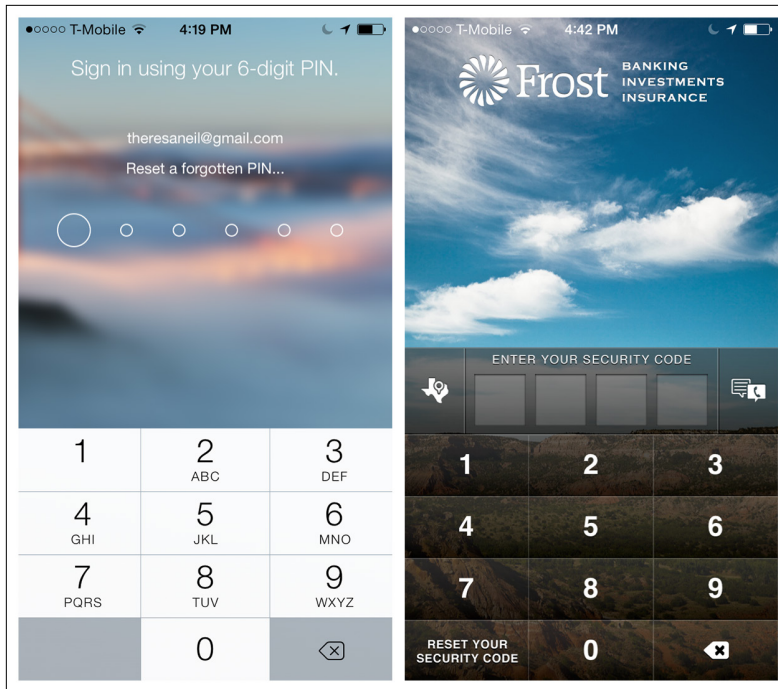 ●○○○○ T-Mobile 4:19 PM
Sign in using your 6-digit PIN.
theresaneil@gmail.com
Reset a forgotten PIN...
1
2
3
ABC
DEF
4
5
6
GHI
JKL
MNO
7
8
9
PQRS
TUV
WXYZ
0
●○○○○ T-Mobile 4:42 PM
Frost
BANKING
INVESTMENTS
INSURANCE
ENTER YOUR SECURITY CODE
1
2
3
4
5
6
7
8
9
RESET YOUR
SECURITY CODE
0